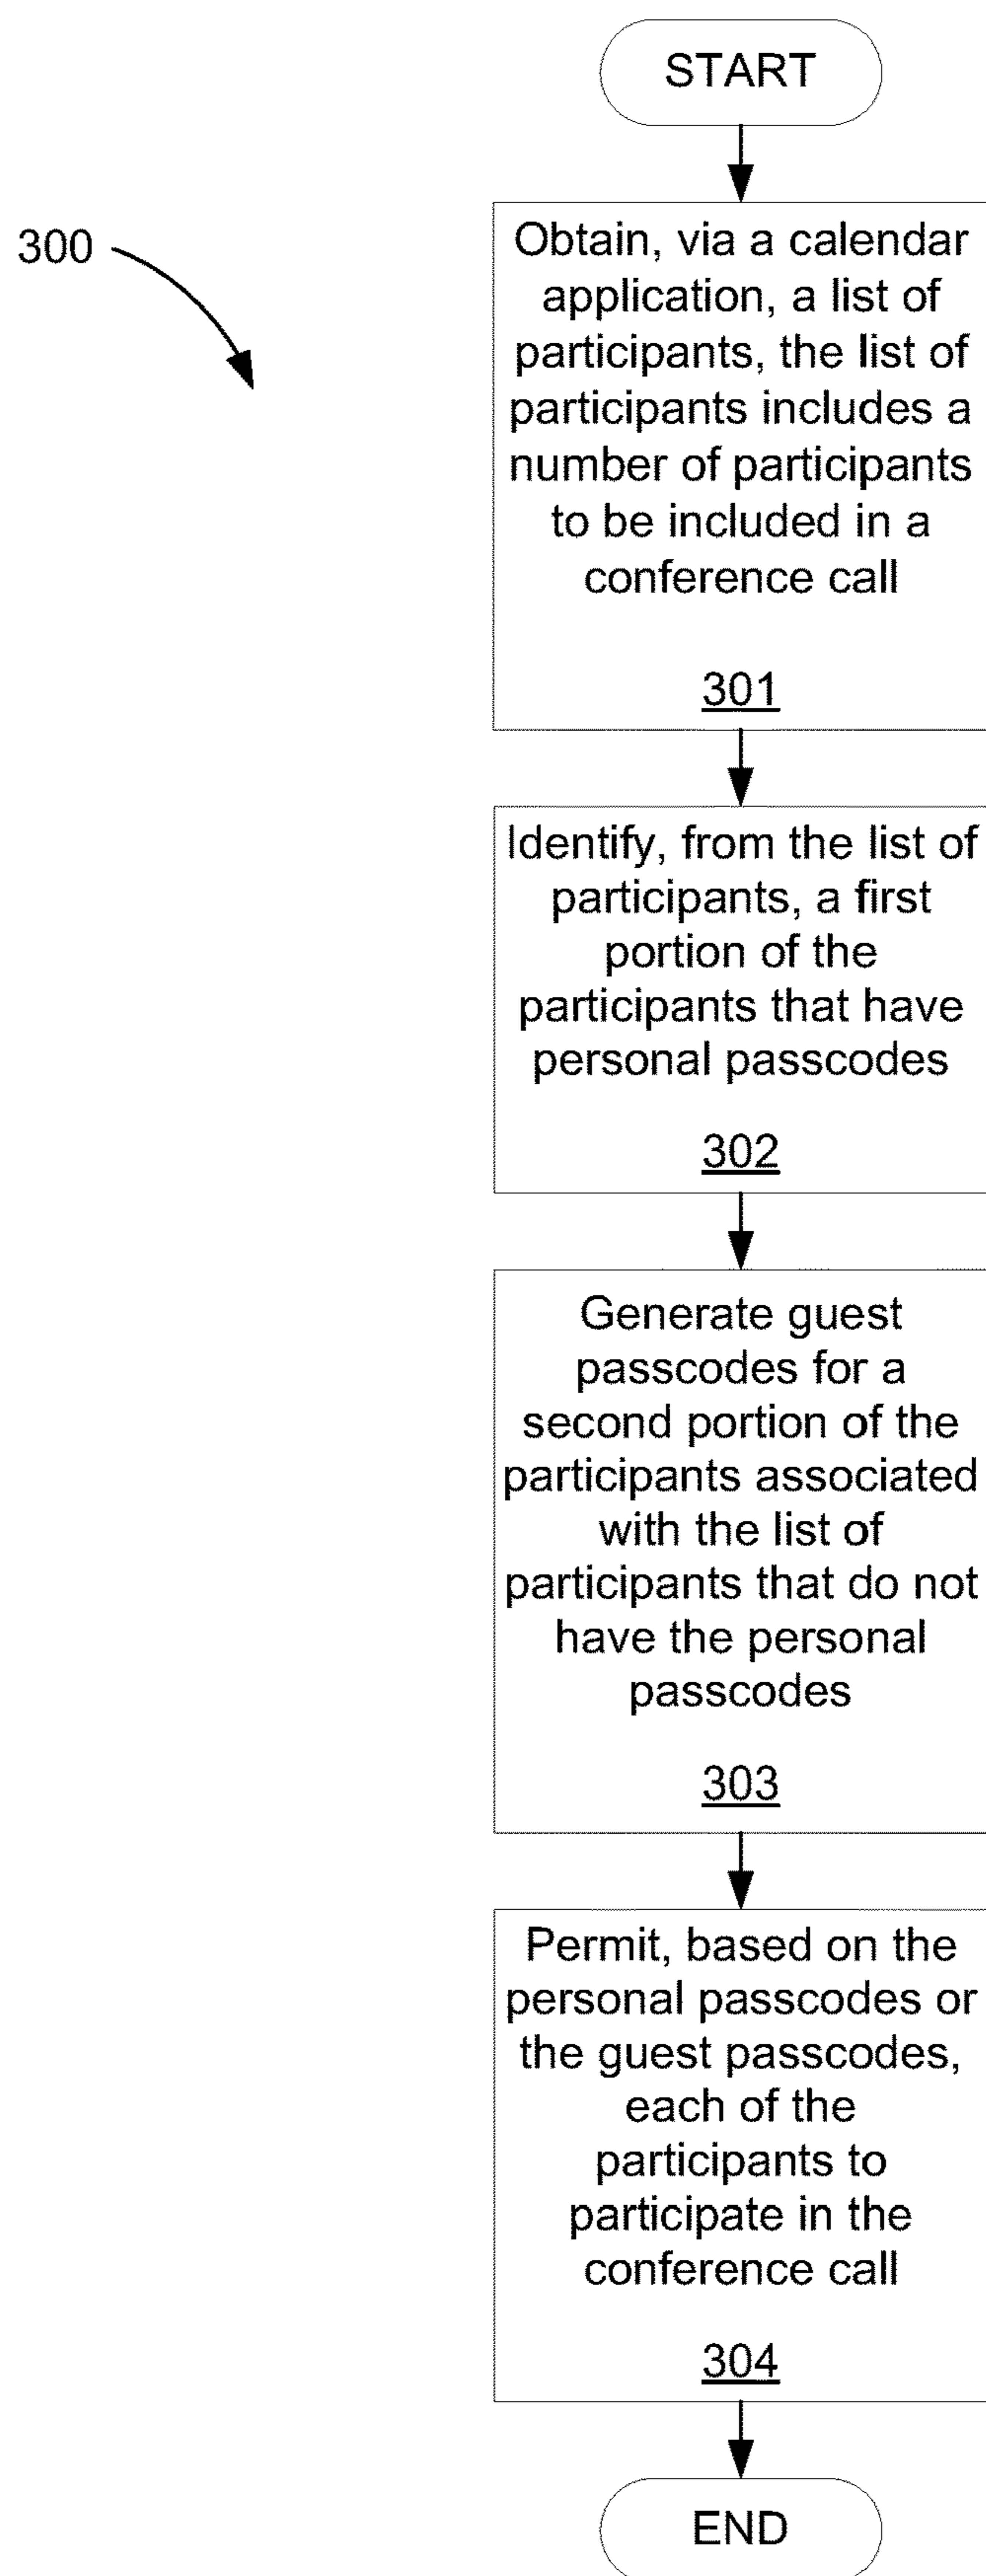 START
300
Obtain, via a calendar
application, a list of
participants, the list of
participants includes a
number of participants
to be included in a
conference call
301
Identify, from the list of
participants, a first
portion of the
participants that have
personal passcodes
302
Generate guest
passcodes for a
second portion of the
participants associated
with the list of
participants that do not
have the personal
passcodes
303
Permit, based on the
personal passcodes or
the guest passcodes,
each of the
participants to
participate in the
conference call
304
END